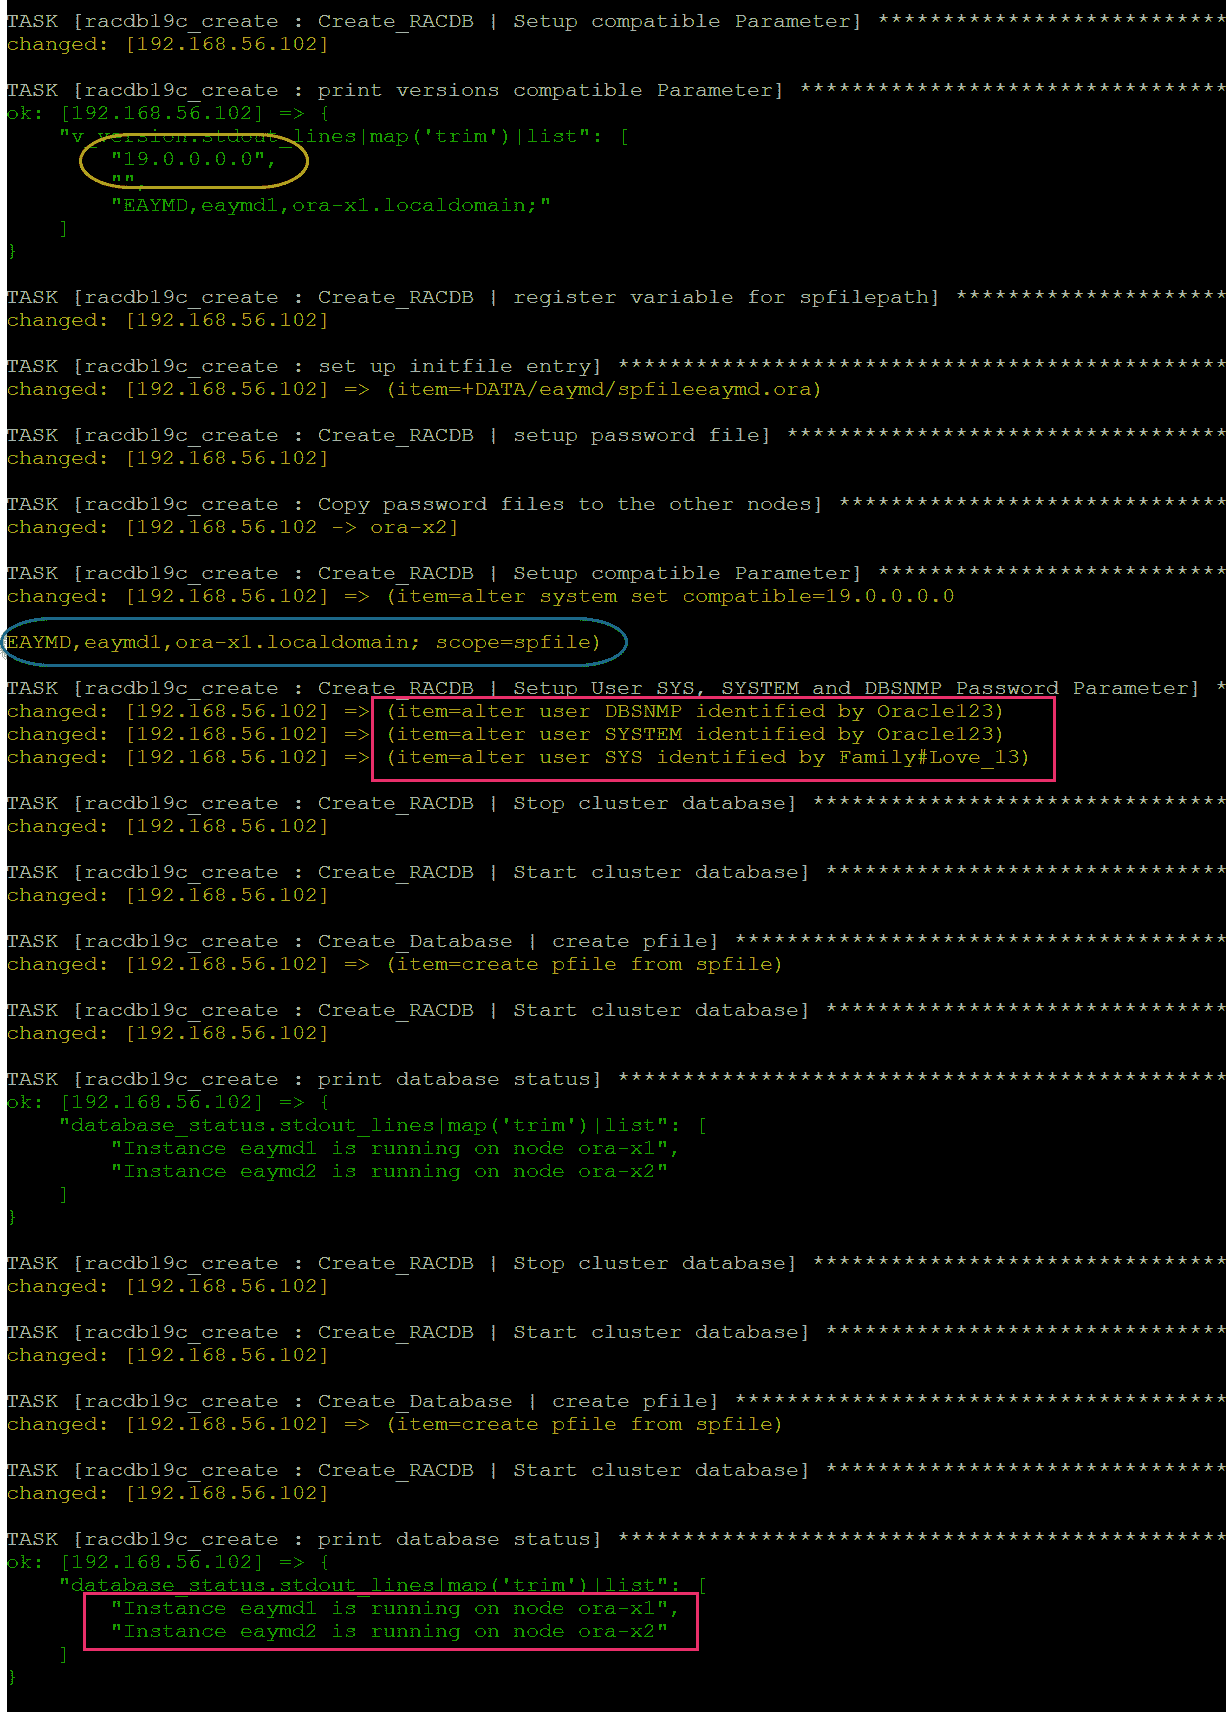 TASK [racdb19c_create : Create_RACDB | Setup compatible Parameter] ***************************
changed: [192.168.56.102]
TASK [racdb19c_create : print versions compatible Parameter] *********************************
ok: [192.168.56.102] => {
"v_version.stdout_lines|map('trim')|list": [
"19.0.0.0.0",
"",
"EAYMD,eaymd1,ora-x1.localdomain;"
]
}
TASK [racdb19c_create : Create_RACDB | register variable for spfilepath] *********************
changed: [192.168.56.102]
TASK [racdb19c_create : set up initfile entry] ***********************************************
changed: [192.168.56.102] => (item=+DATA/eaymd/spfileeaymd.ora)
TASK [racdb19c_create : Create_RACDB | setup password file] **********************************
changed: [192.168.56.102]
TASK [racdb19c_create : Copy password files to the other nodes] ******************************
changed: [192.168.56.102 -> ora-x2]
TASK [racdb19c_create : Create_RACDB | Setup compatible Parameter] ***************************
changed: [192.168.56.102] => (item=alter system set compatible=19.0.0.0.0
EAYMD,eaymd1,ora-x1.localdomain; scope=spfile)
TASK [racdb19c_create : Create_RACDB | Setup User SYS, SYSTEM and DBSNMP Password Parameter] *
changed: [192.168.56.102] => (item=alter user DBSNMP identified by Oracle123)
changed: [192.168.56.102] => (item=alter user SYSTEM identified by Oracle123)
changed: [192.168.56.102] => (item=alter user SYS identified by Family#Love_13)
TASK [racdb19c_create : Create_RACDB | Stop cluster database] ********************************
changed: [192.168.56.102]
TASK [racdb19c_create : Create_RACDB | Start cluster database] *******************************
changed: [192.168.56.102]
TASK [racdb19c_create : Create_Database | create pfile] **************************************
changed: [192.168.56.102] => (item=create pfile from spfile)
TASK [racdb19c_create : Create_RACDB | Start cluster database] *******************************
changed: [192.168.56.102]
TASK [racdb19c_create : print database status] ***********************************************
ok: [192.168.56.102] => {
"database_status.stdout_lines|map('trim')|list": [
"Instance eaymd1 is running on node ora-x1",
"Instance eaymd2 is running on node ora-x2"
]
}
TASK [racdb19c_create : Create_RACDB | Stop cluster database] ********************************
changed: [192.168.56.102]
TASK [racdb19c_create : Create_RACDB | Start cluster database] *******************************
changed: [192.168.56.102]
TASK [racdb19c_create : Create_Database | create pfile] **************************************
changed: [192.168.56.102] => (item=create pfile from spfile)
TASK [racdb19c_create : Create_RACDB | Start cluster database] *******************************
changed: [192.168.56.102]
TASK [racdb19c_create : print database status] ***********************************************
ok: [192.168.56.102] => {
"database_status.stdout_lines|map('trim')|list": [
"Instance eaymd1 is running on node ora-x1",
"Instance eaymd2 is running on node ora-x2"
]
}